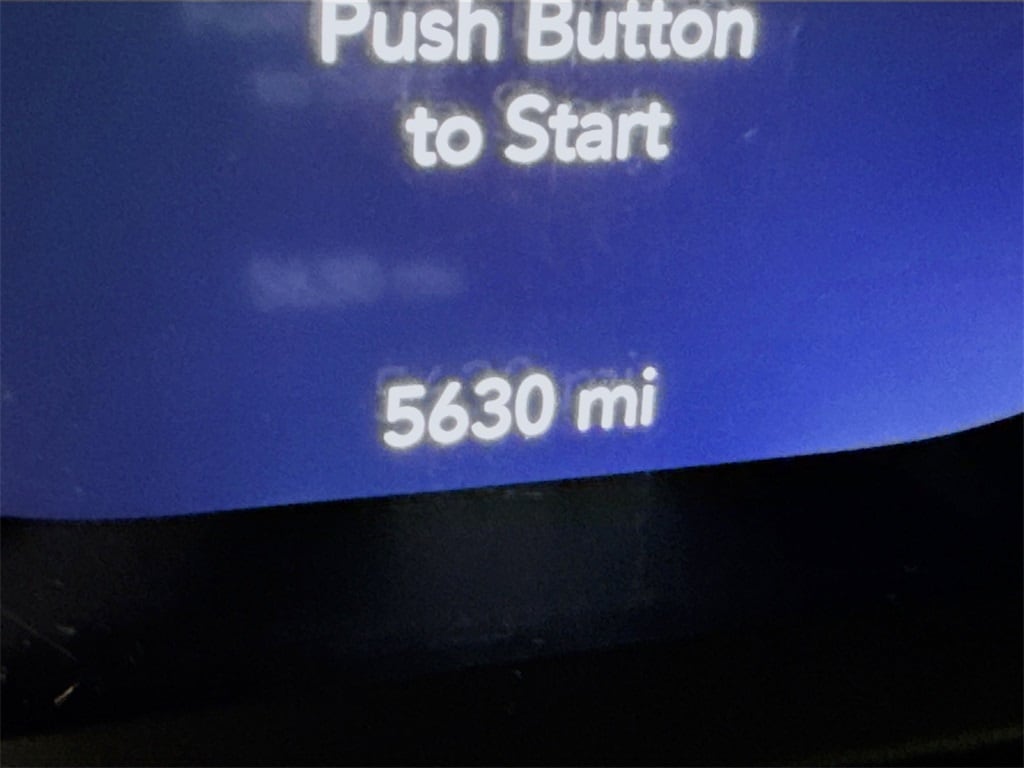 Push Button
to Start
5630 mi